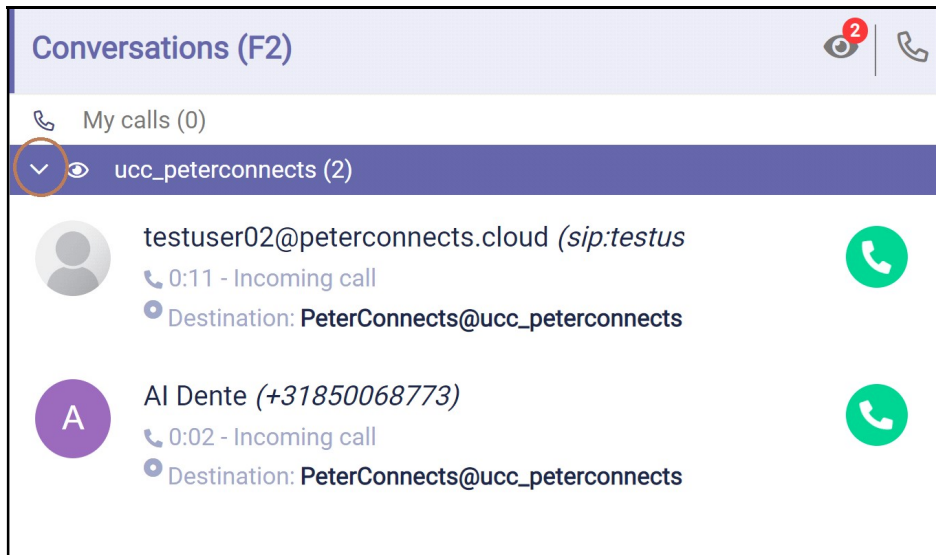 Conversations (F2)
2
My calls (0)
ucc_peterconnects (2)
testuser02@peterconnects.cloud (sip:testus
0:11 - Incoming call
Destination: PeterConnects@ucc_peterconnects
A
Al Dente (+31850068773)
0:02 - Incoming call
Destination: PeterConnects@ucc_peterconnects